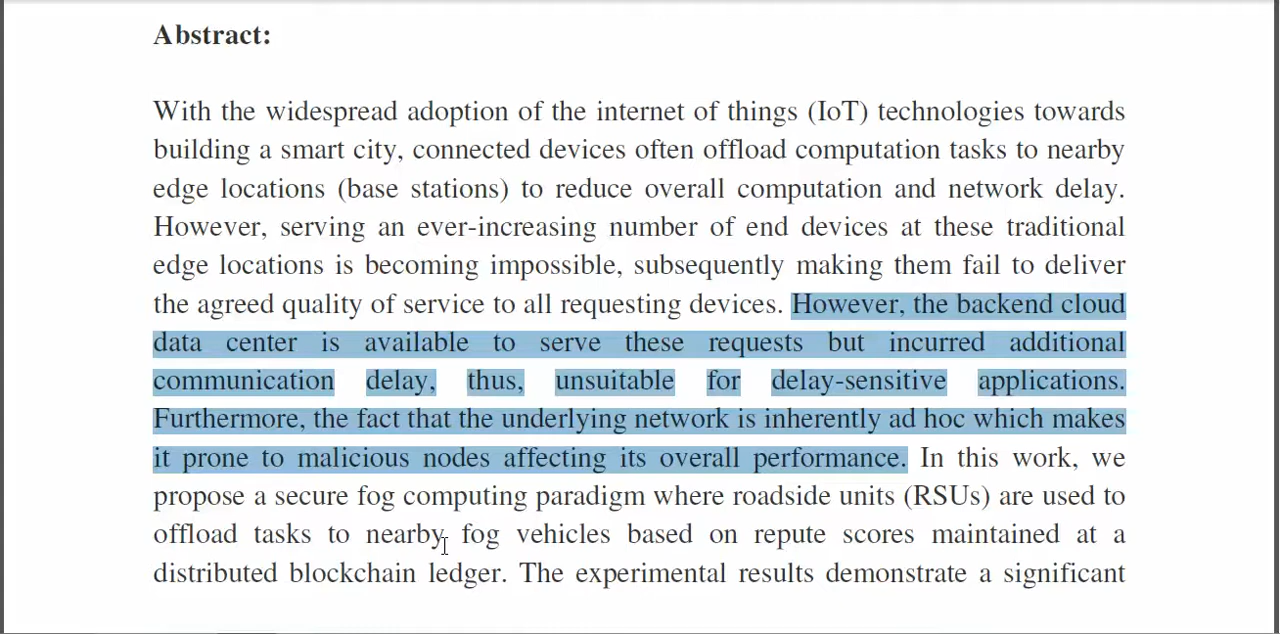 Abstract:
With the widespread adoption of the internet of things (IoT) technologies towards
building a smart city, connected devices often offload computation tasks to nearby
edge locations (base stations) to reduce overall computation and network delay.
However, serving an ever-increasing number of end devices at these traditional
edge locations is becoming impossible, subsequently making them fail to deliver
the agreed quality of service to all requesting devices. However, the backend cloud
data center is available to serve these requests but incurred additional
communication delay, thus, unsuitable for delay-sensitive applications.
Furthermore, the fact that the underlying network is inherently ad hoc which makes
it prone to malicious nodes affecting its overall performance. In this work, we
propose a secure fog computing paradigm where roadside units (RSUs) are used to
offload tasks to nearby fog vehicles based on repute scores maintained at a
distributed blockchain ledger. The experimental results demonstrate a significant